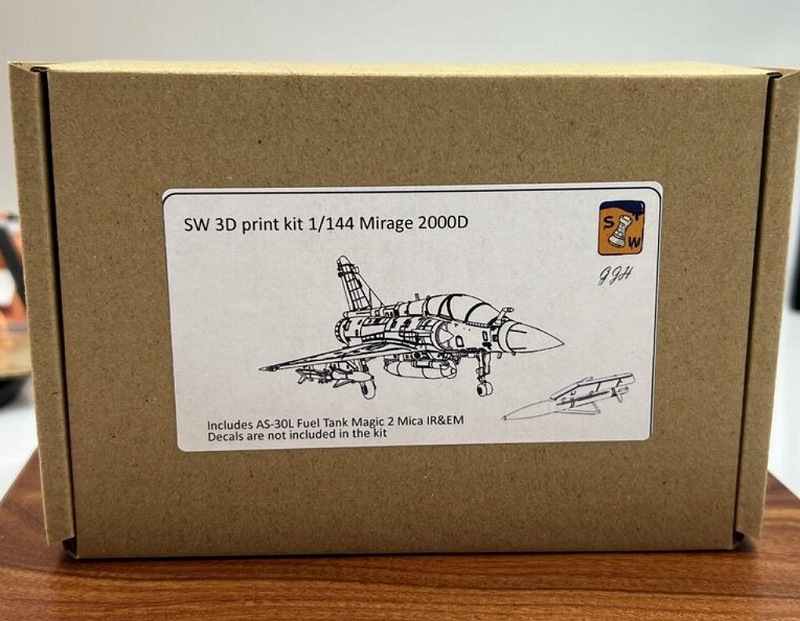 SW 3D print kit 1/144 Mirage 2000D
S
W
JJH
Includes AS-30L Fuel Tank Magic 2 Mica IR&EM
Decals are not included in the kit